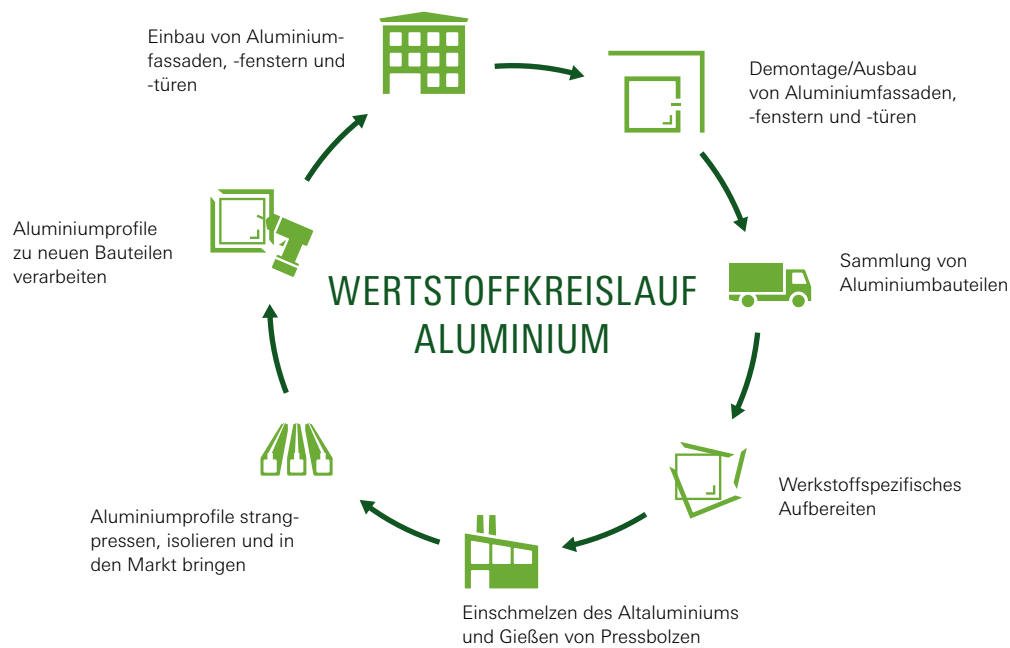 WERTSTOFFKREISLAUF
ALUMINIUM
Einbau von Aluminium-
fassaden, -fenstern und
-türen
Demontage/Ausbau
von Aluminiumfassaden,
-fenstern und -türen
Sammlung von
Aluminiumbauteilen
Werkstoffspezifisches
Aufbereiten
Einschmelzen des Altaluminiums
und Gießen von Pressbolzen
Aluminiumprofile strang-
pressen, isolieren und in
den Markt bringen
Aluminiumprofile
zu neuen Bauteilen
verarbeiten